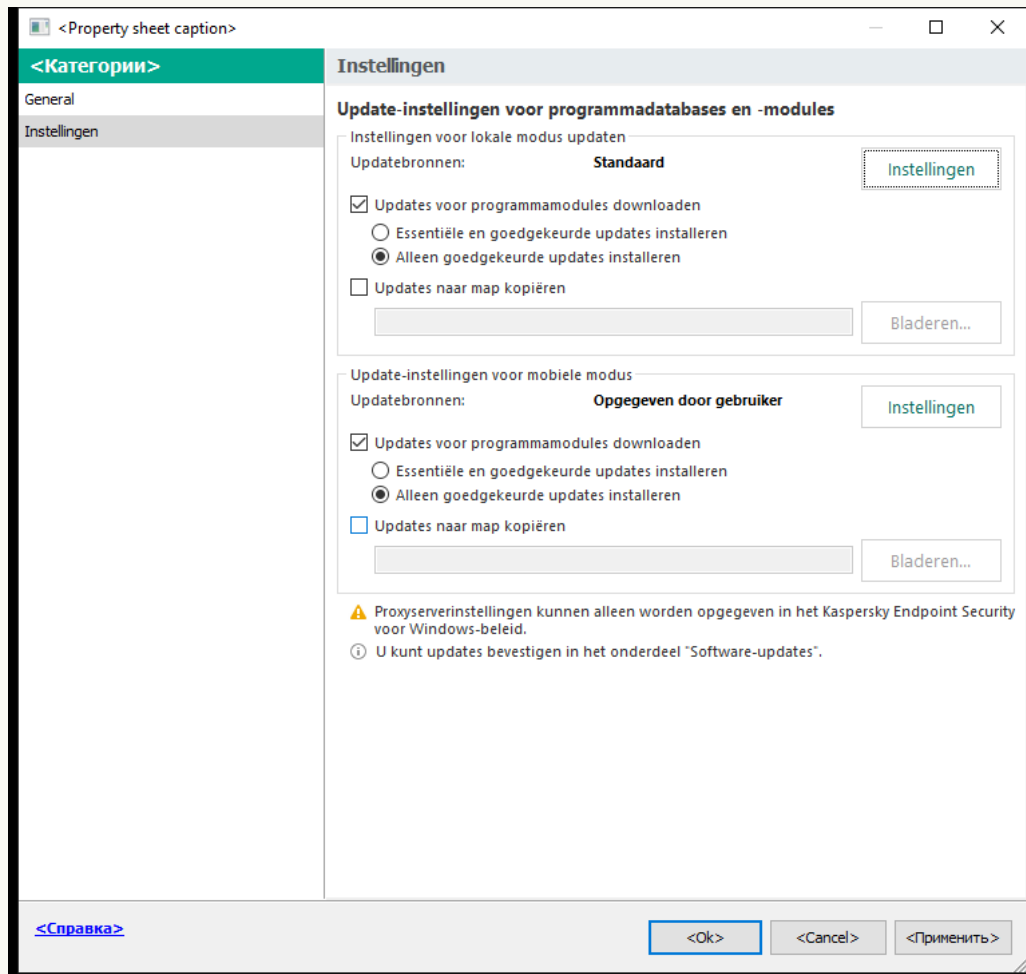 <Property sheet caption>
<Категории>
General
Instellingen
Instellingen
Update-instellingen voor programmadatabases en -modules
Instellingen voor lokale modus updaten
Updatebronnen: Standaard
Instellingen
Updates voor programmamodules downloaden
Essentiële en goedgekeurde updates installeren
Alleen goedgekeurde updates installeren
Updates naar map kopiëren
Bladeren...
Update-instellingen voor mobiele modus
Updatebronnen: Opgegeven door gebruiker
Instellingen
Updates voor programmamodules downloaden
Essentiële en goedgekeurde updates installeren
Alleen goedgekeurde updates installeren
Updates naar map kopiëren
Bladeren...
Proxyserverinstellingen kunnen alleen worden opgegeven in het Kaspersky Endpoint Security
voor Windows-beleid.
U kunt updates bevestigen in het onderdeel "Software-updates".
<Справка>
<Ok>
<Cancel>
<Применить>